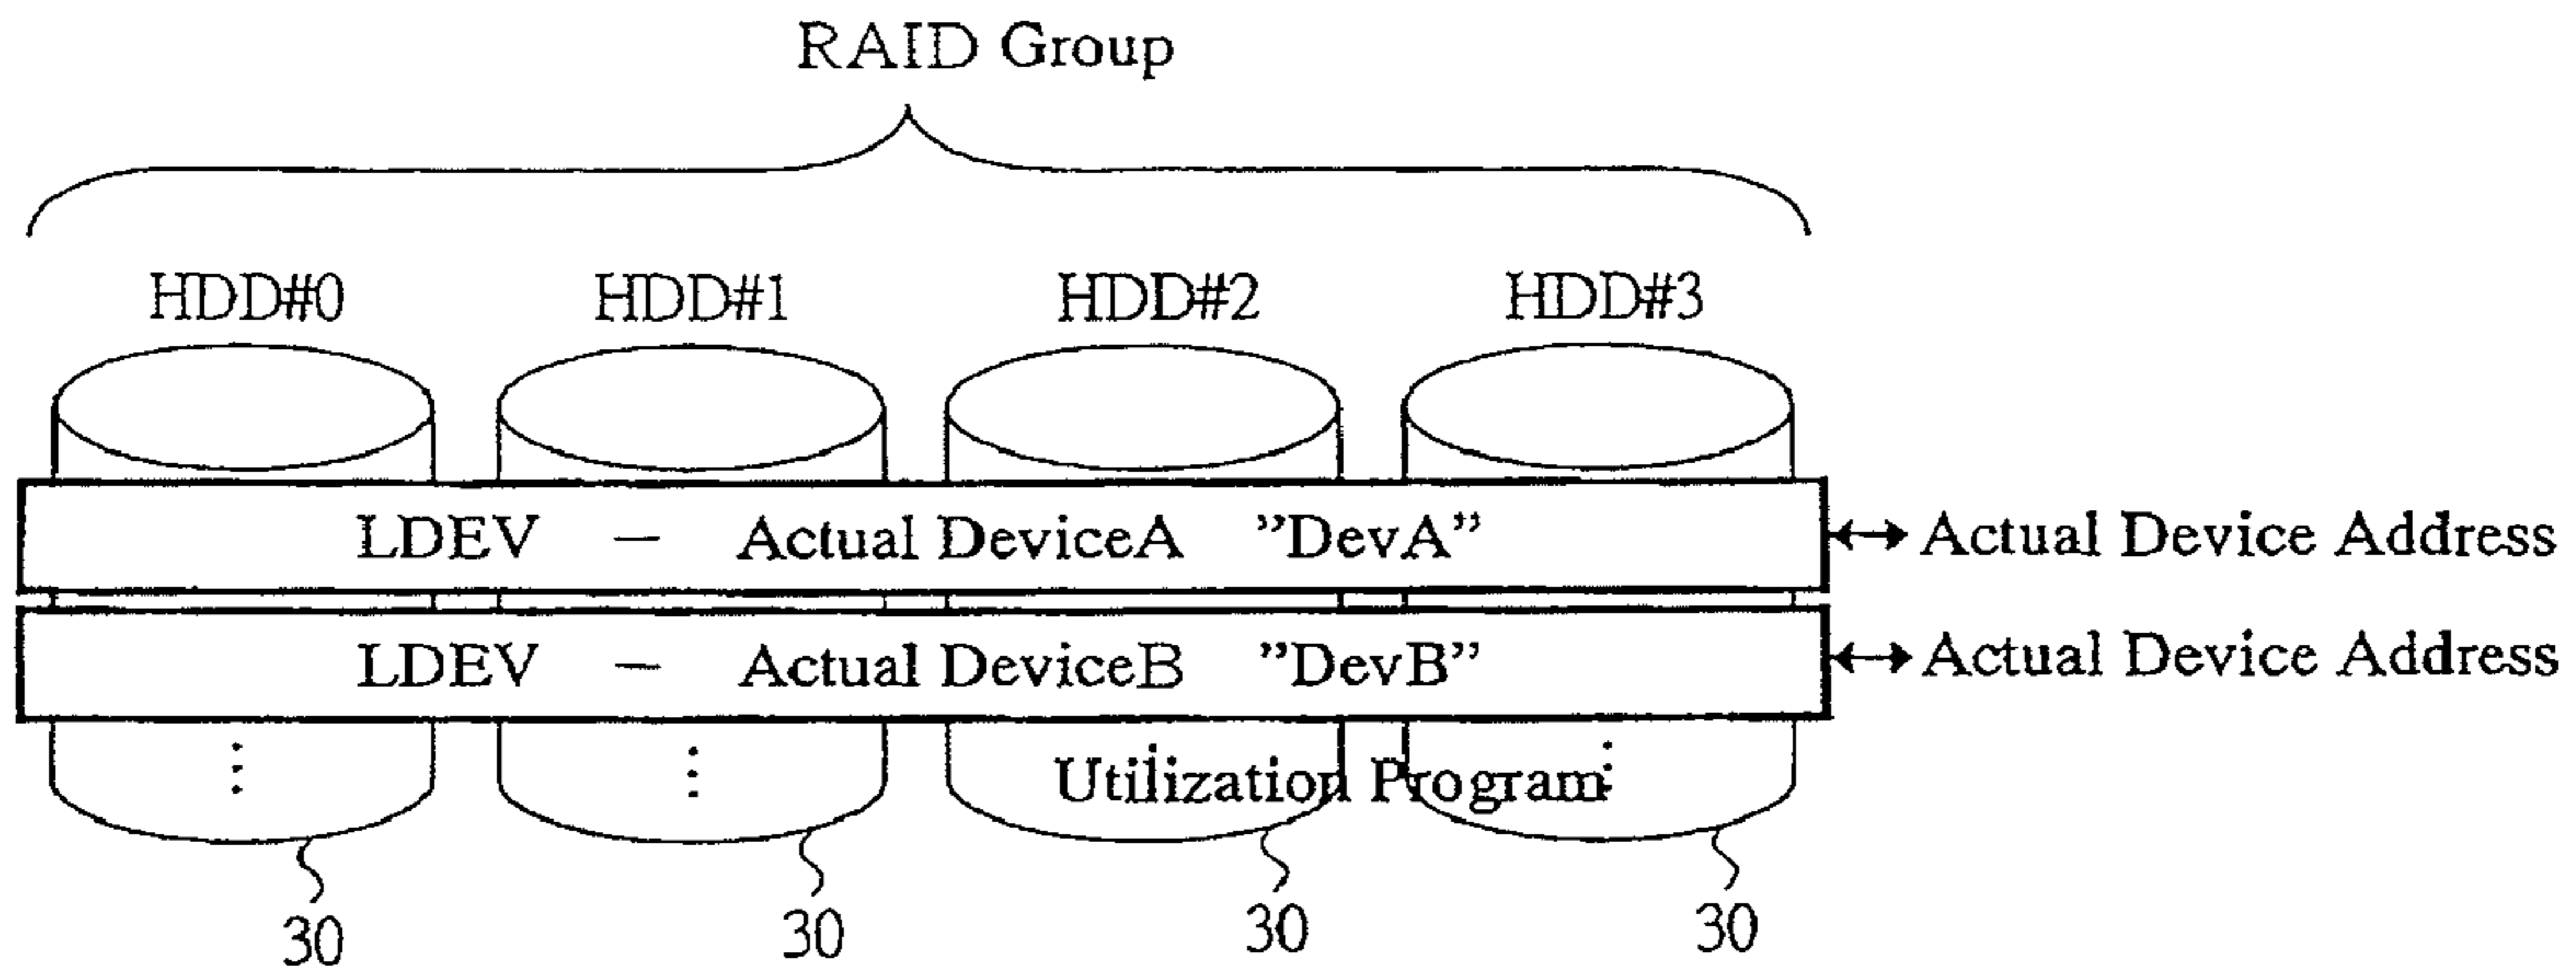 RAID Group
HDD#0 HDD#1 HDD#2 HDD#3
LDEV — Actual DeviceA ”DevA” Actual Device Address
LDEV — Actual DeviceB ”DevB” Actual Device Address
Utilization Program
30 30 30 30